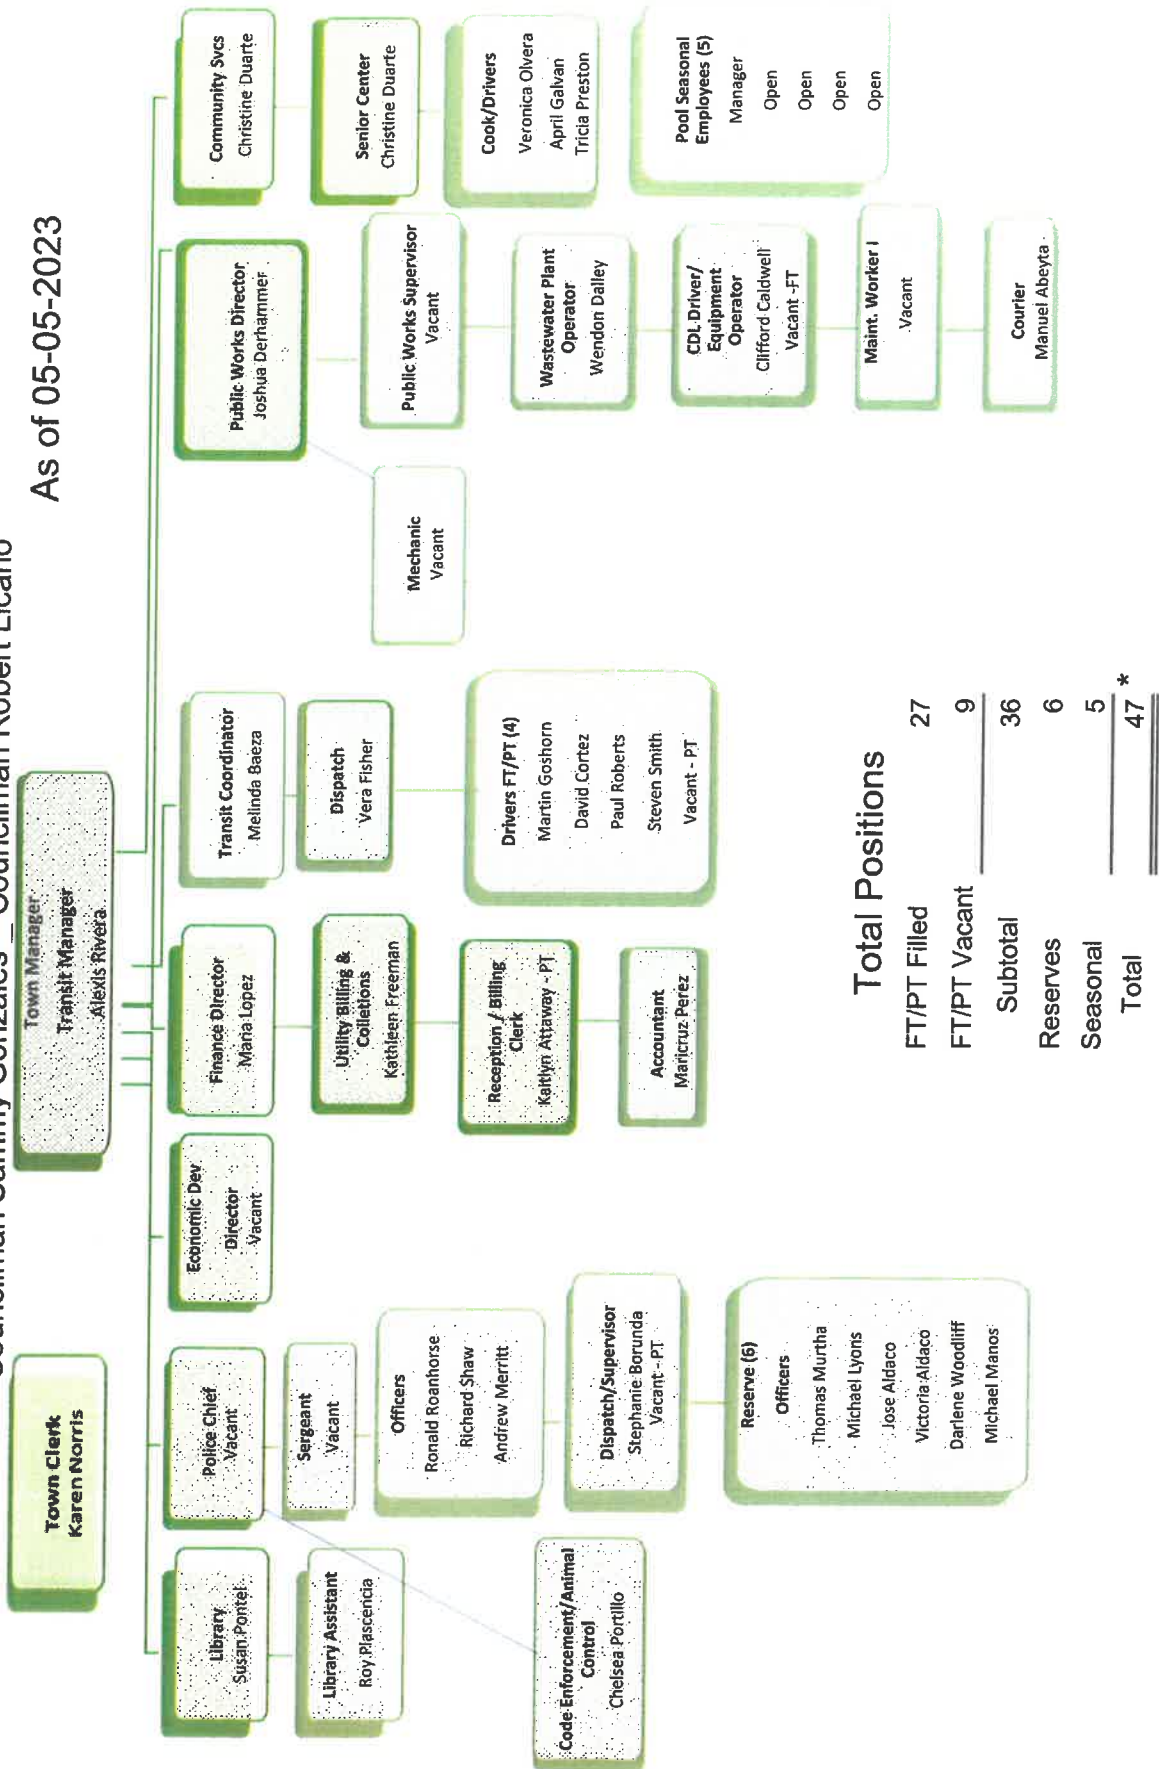 As of 05-05-2023
Town Clerk
Karen Norris
Town Manager
Transit Manager
Alexis Rivera
Library
Susan Pontel
Library Assistant
Roy Plascencia
Police Chief
Vacant
Sergeant
Vacant
Officers
Ronald Roanhorse
Richard Shaw
Andrew Merritt
Dispatch/Supervisor
Stephanie Borunda
Vacant - PT
Reserve (6)
Officers
Thomas Murtha
Michael Lyons
Jose Aldaco
Victoria Aldaco
Darlene Woodliff
Michael Manos
Code Enforcement/Animal
Control
Chelsea Portillo
Economic Dev
Director
Vacant
Finance Director
Maria Lopez
Utility Billing &
Colletions
Kathleen Freeman
Reception / Billing
Clerk
Kaitlyn Attaway - PT
Accountant
Maricruz Perez
Transit Coordinator
Melinda Baeza
Dispatch
Vera Fisher
Drivers FT/PT (4)
Martin Goshorn
David Cortez
Paul Roberts
Steven Smith
Vacant - PT
Public Works Director
Joshua Derhammer
Mechanic
Vacant
Public Works Supervisor
Vacant
Wastewater Plant
Operator
Wendon Dalley
CDL Driver/
Equipment
Operator
Clifford Caldwell
Vacant -FT
Maint. Worker I
Vacant
Courier
Manuel Abeyta
Community Svcs
Christine Duarte
Senior Center
Christine Duarte
Cook/Drivers
Veronica Olvera
April Galvan
Tricia Preston
Pool Seasonal
Employees (5)
Manager
Open
Open
Open
Open
Total Positions
FT/PT Filled 27
FT/PT Vacant 9
Subtotal 36
Reserves 6
Seasonal 5
Total 47 *